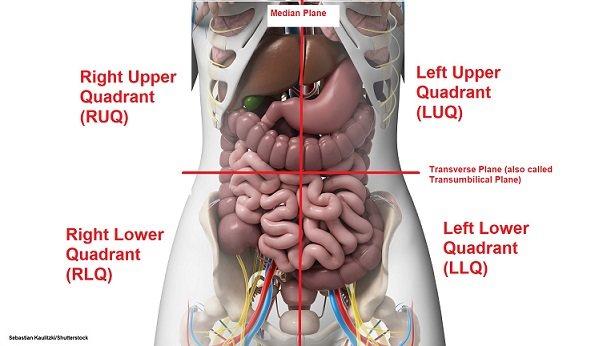 Median Plane
Right Upper
Quadrant
(RUQ)
Left Upper
Quadrant
(LUQ)
Transverse Plane (also called
Transumbilical Plane)
Right Lower
Quadrant
(RLQ)
Left Lower
Quadrant
(LLQ)
Sebastian Kaulitzki/Shutterstock